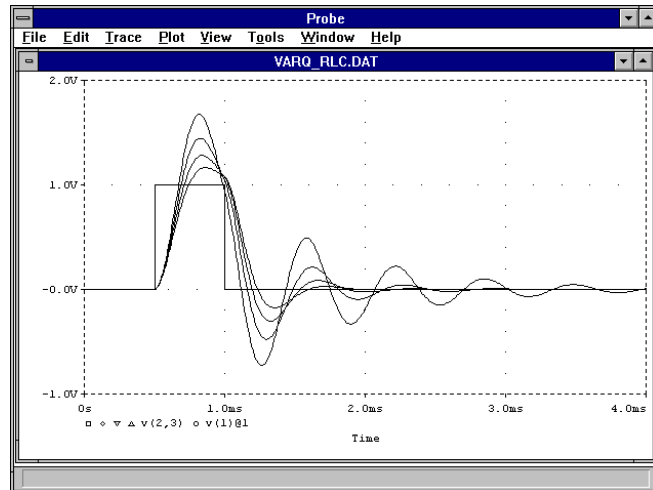 Probe
File Edit Trace Plot View Tools Window Help
VARQ_RLC.DAT
2.0V
1.0V
-0.0V
-1.0V
0s 1.0ms 2.0ms 3.0ms 4.0ms
v(2,3) v(1)@1
Time